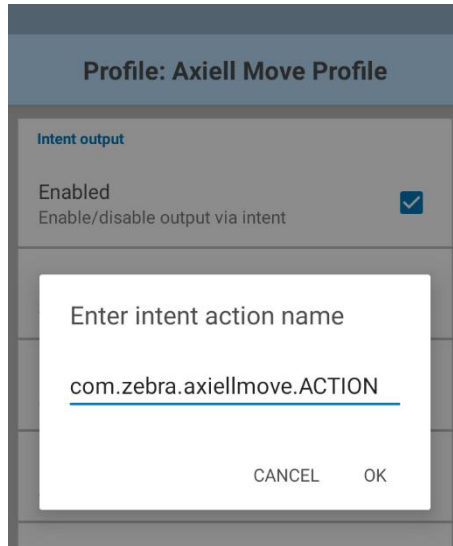 Profile: Axiell Move Profile
Intent output
Enabled
Enable/disable output via intent
Enter intent action name
com.zebra.axiellmove.ACTION
CANCEL OK